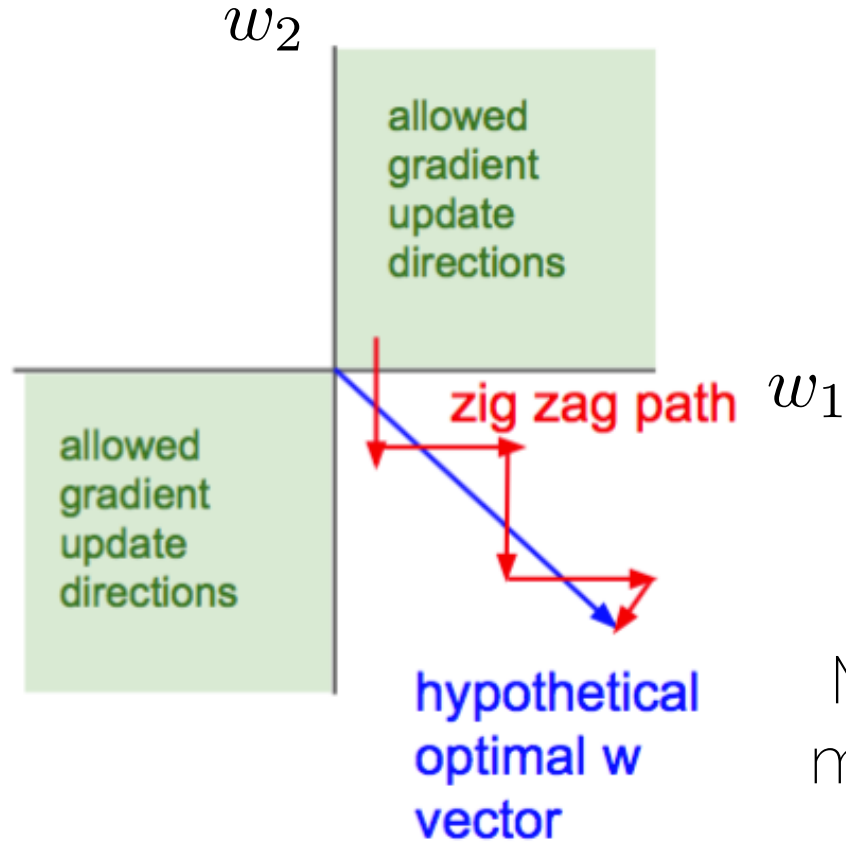 w₂
allowed
gradient
update
directions
zig zag path
w₁
allowed
gradient
update
directions
hypothetical
optimal w
vector